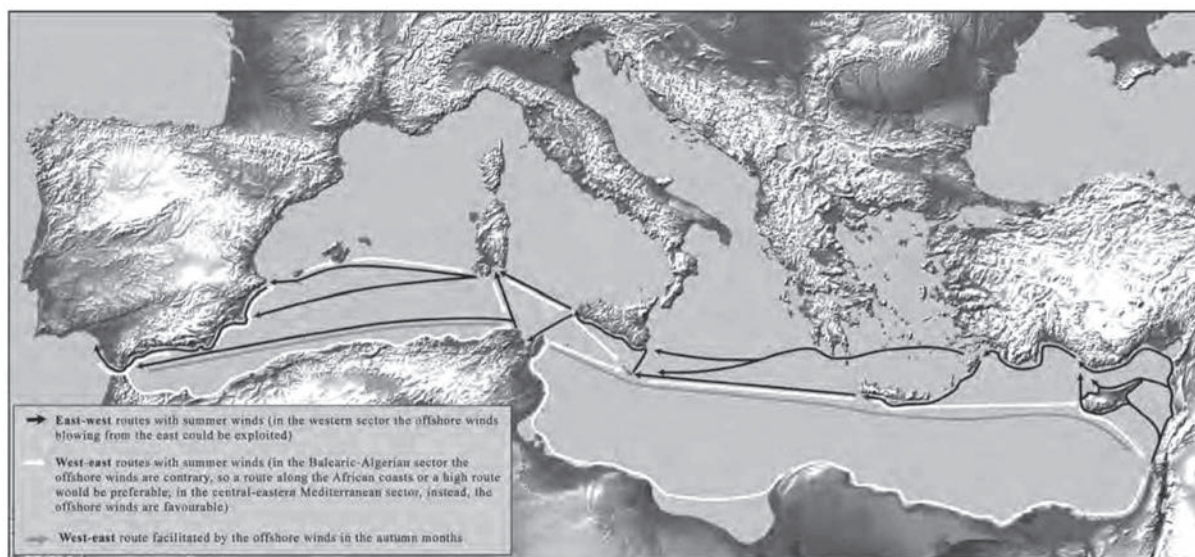 East-west routes with summer winds (in the western sector the offshore winds
blowing from the east could be exploited)
West-east routes with summer winds (in the Balearic-Algerian sector the
offshore winds are contrary, so a route along the African coasts or a high route
would be preferable; in the central-eastern Mediterranean sector, instead, the
offshore winds are favourable)
West-east route facilitated by the offshore winds in the autumn months